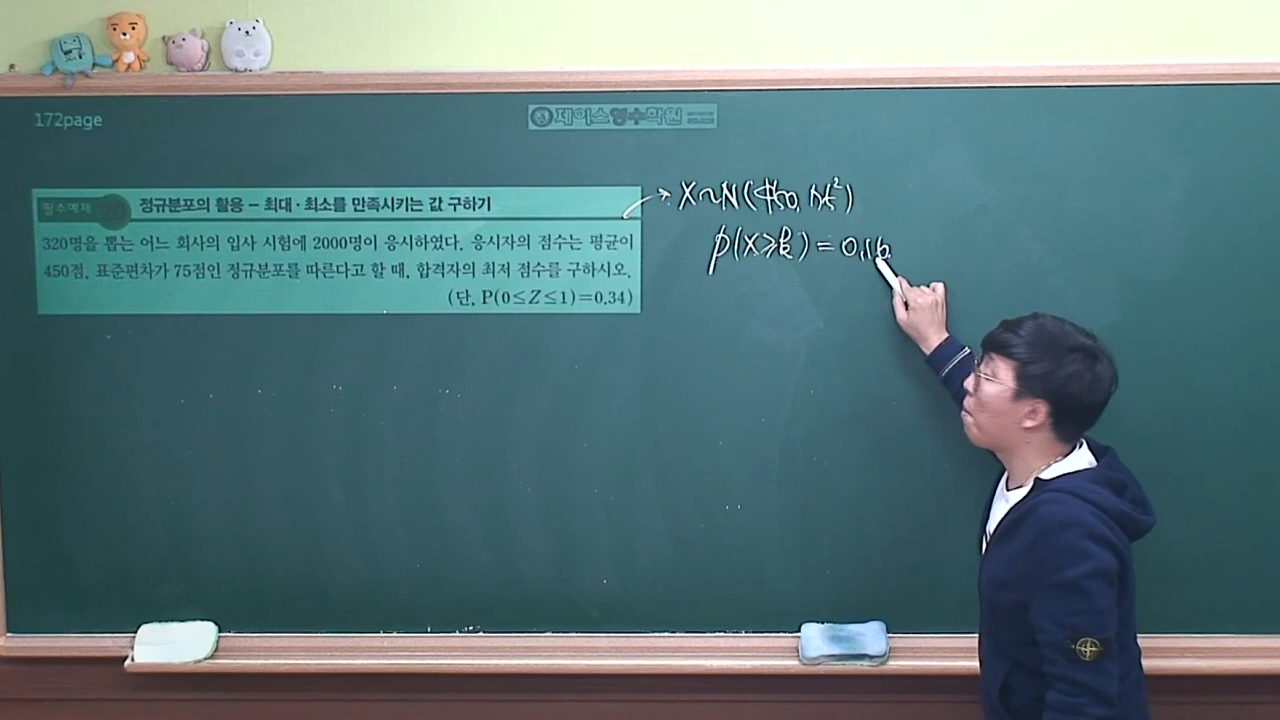 172page
제이스영수학원
필수예제 20 정규분포의 활용 - 최대·최소를 만족시키는 값 구하기
320명을 뽑는 어느 회사의 입사 시험에 2000명이 응시하였다. 응시자의 점수는 평균이
450점, 표준편차가 75점인 정규분포를 따른다고 할 때, 합격자의 최저 점수를 구하시오.
(단, P(0≤Z≤1)=0.34)
X~N(450, 75²)
P(X≥k) = 0.16